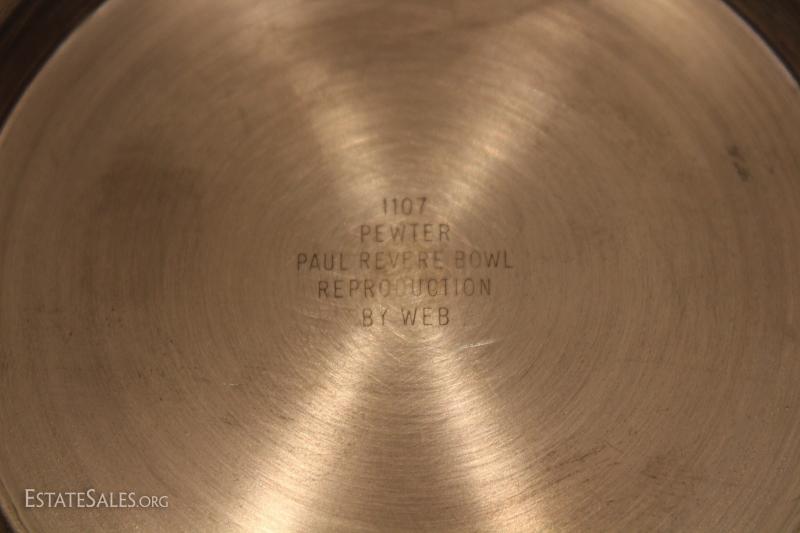 1107
PEWTER
PAUL REVERE BOWL
REPRODUCTION
BY WEB
ESTATESALES.ORG